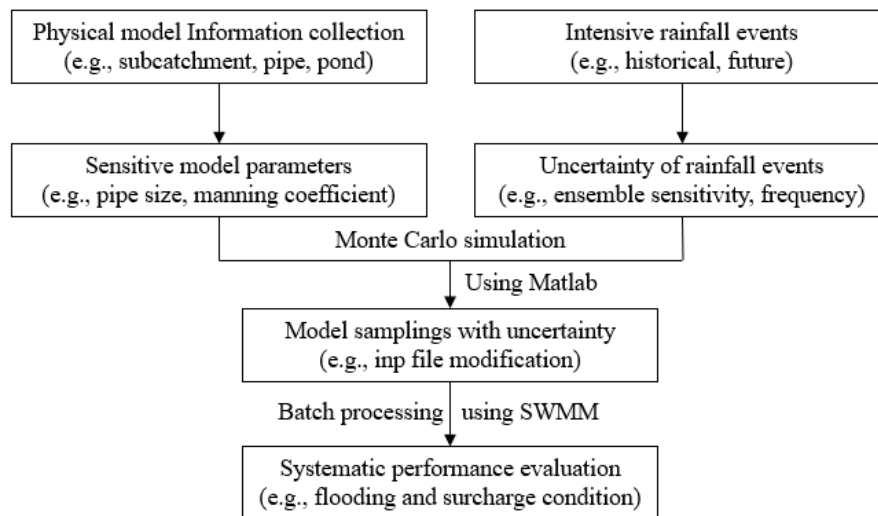 Physical model Information collection
(e.g., subcatchment, pipe, pond)
Intensive rainfall events
(e.g., historical, future)
Sensitive model parameters
(e.g., pipe size, manning coefficient)
Uncertainty of rainfall events
(e.g., ensemble sensitivity, frequency)
Monte Carlo simulation
Using Matlab
Model samplings with uncertainty
(e.g., inp file modification)
Batch processing using SWMM
Systematic performance evaluation
(e.g., flooding and surcharge condition)